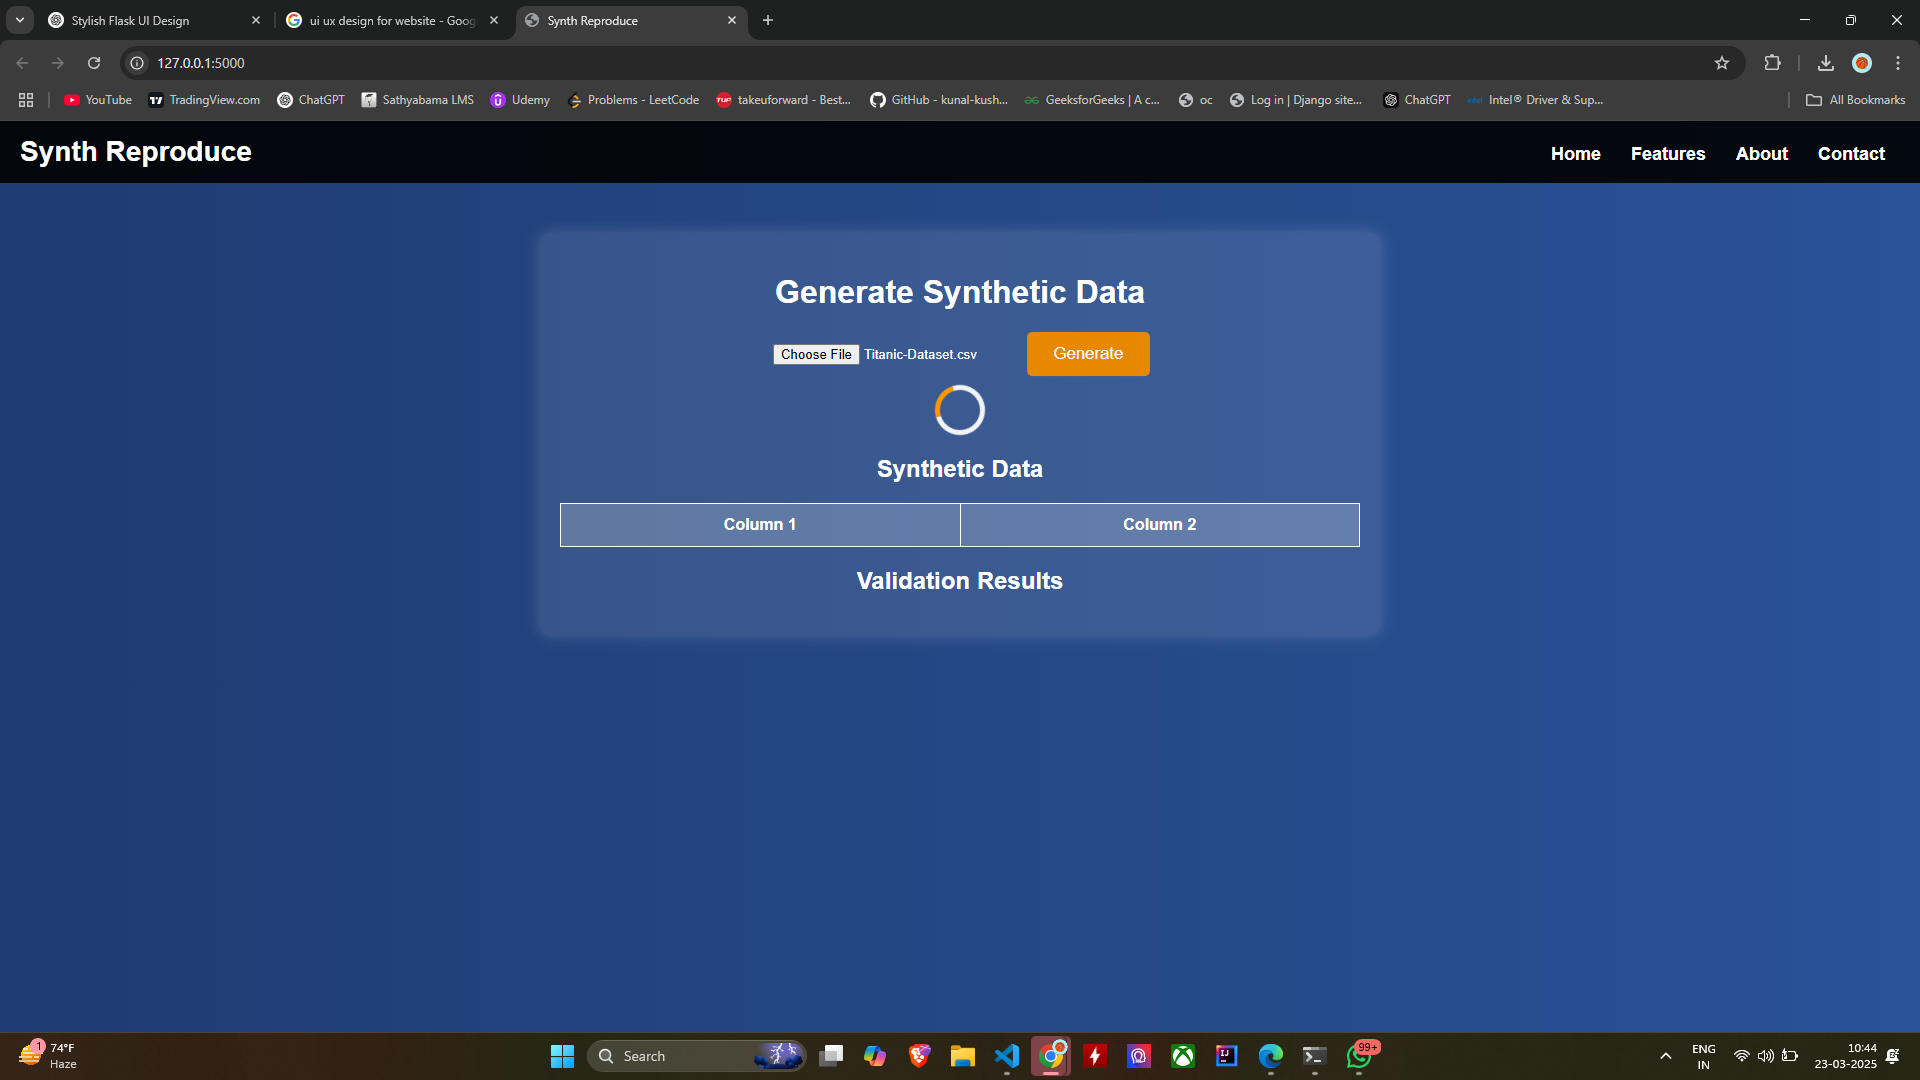 Stylish Flask UI Design
ui ux design for website - Goog
Synth Reproduce
127.0.0.1:5000
YouTube
TradingView.com
ChatGPT
Sathyabama LMS
Udemy
Problems - LeetCode
takeuforward - Best...
GitHub - kunal-kush...
GeeksforGeeks | A c...
oc
Log in | Django site...
ChatGPT
Intel® Driver & Sup...
All Bookmarks
Synth Reproduce
Home
Features
About
Contact
Generate Synthetic Data
Choose File Titanic-Dataset.csv
Generate
Synthetic Data
Column 1
Column 2
Validation Results
1
74°F
Haze
Search
99+
ENG
IN
10:44
23-03-2025